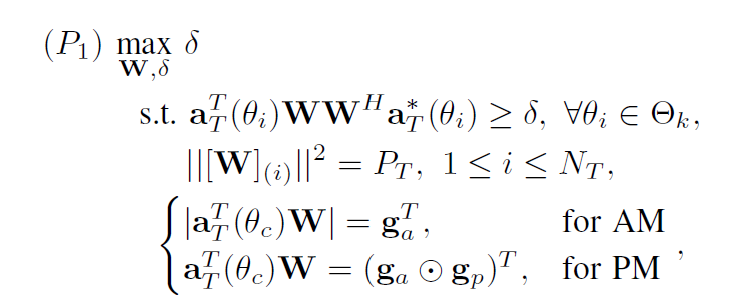 (P₁) max δ
W,δ
s.t. a_T^T(θ_i)WW^H a_T^*(θ_i) ≥ δ, ∀θ_i ∈ Θ_k,
||[W]_(i)||² = P_T, 1 ≤ i ≤ N_T,
|a_T^T(θ_c)W| = g_a^T, for AM
a_T^T(θ_c)W = (g_a ⊙ g_p)^T, for PM ,